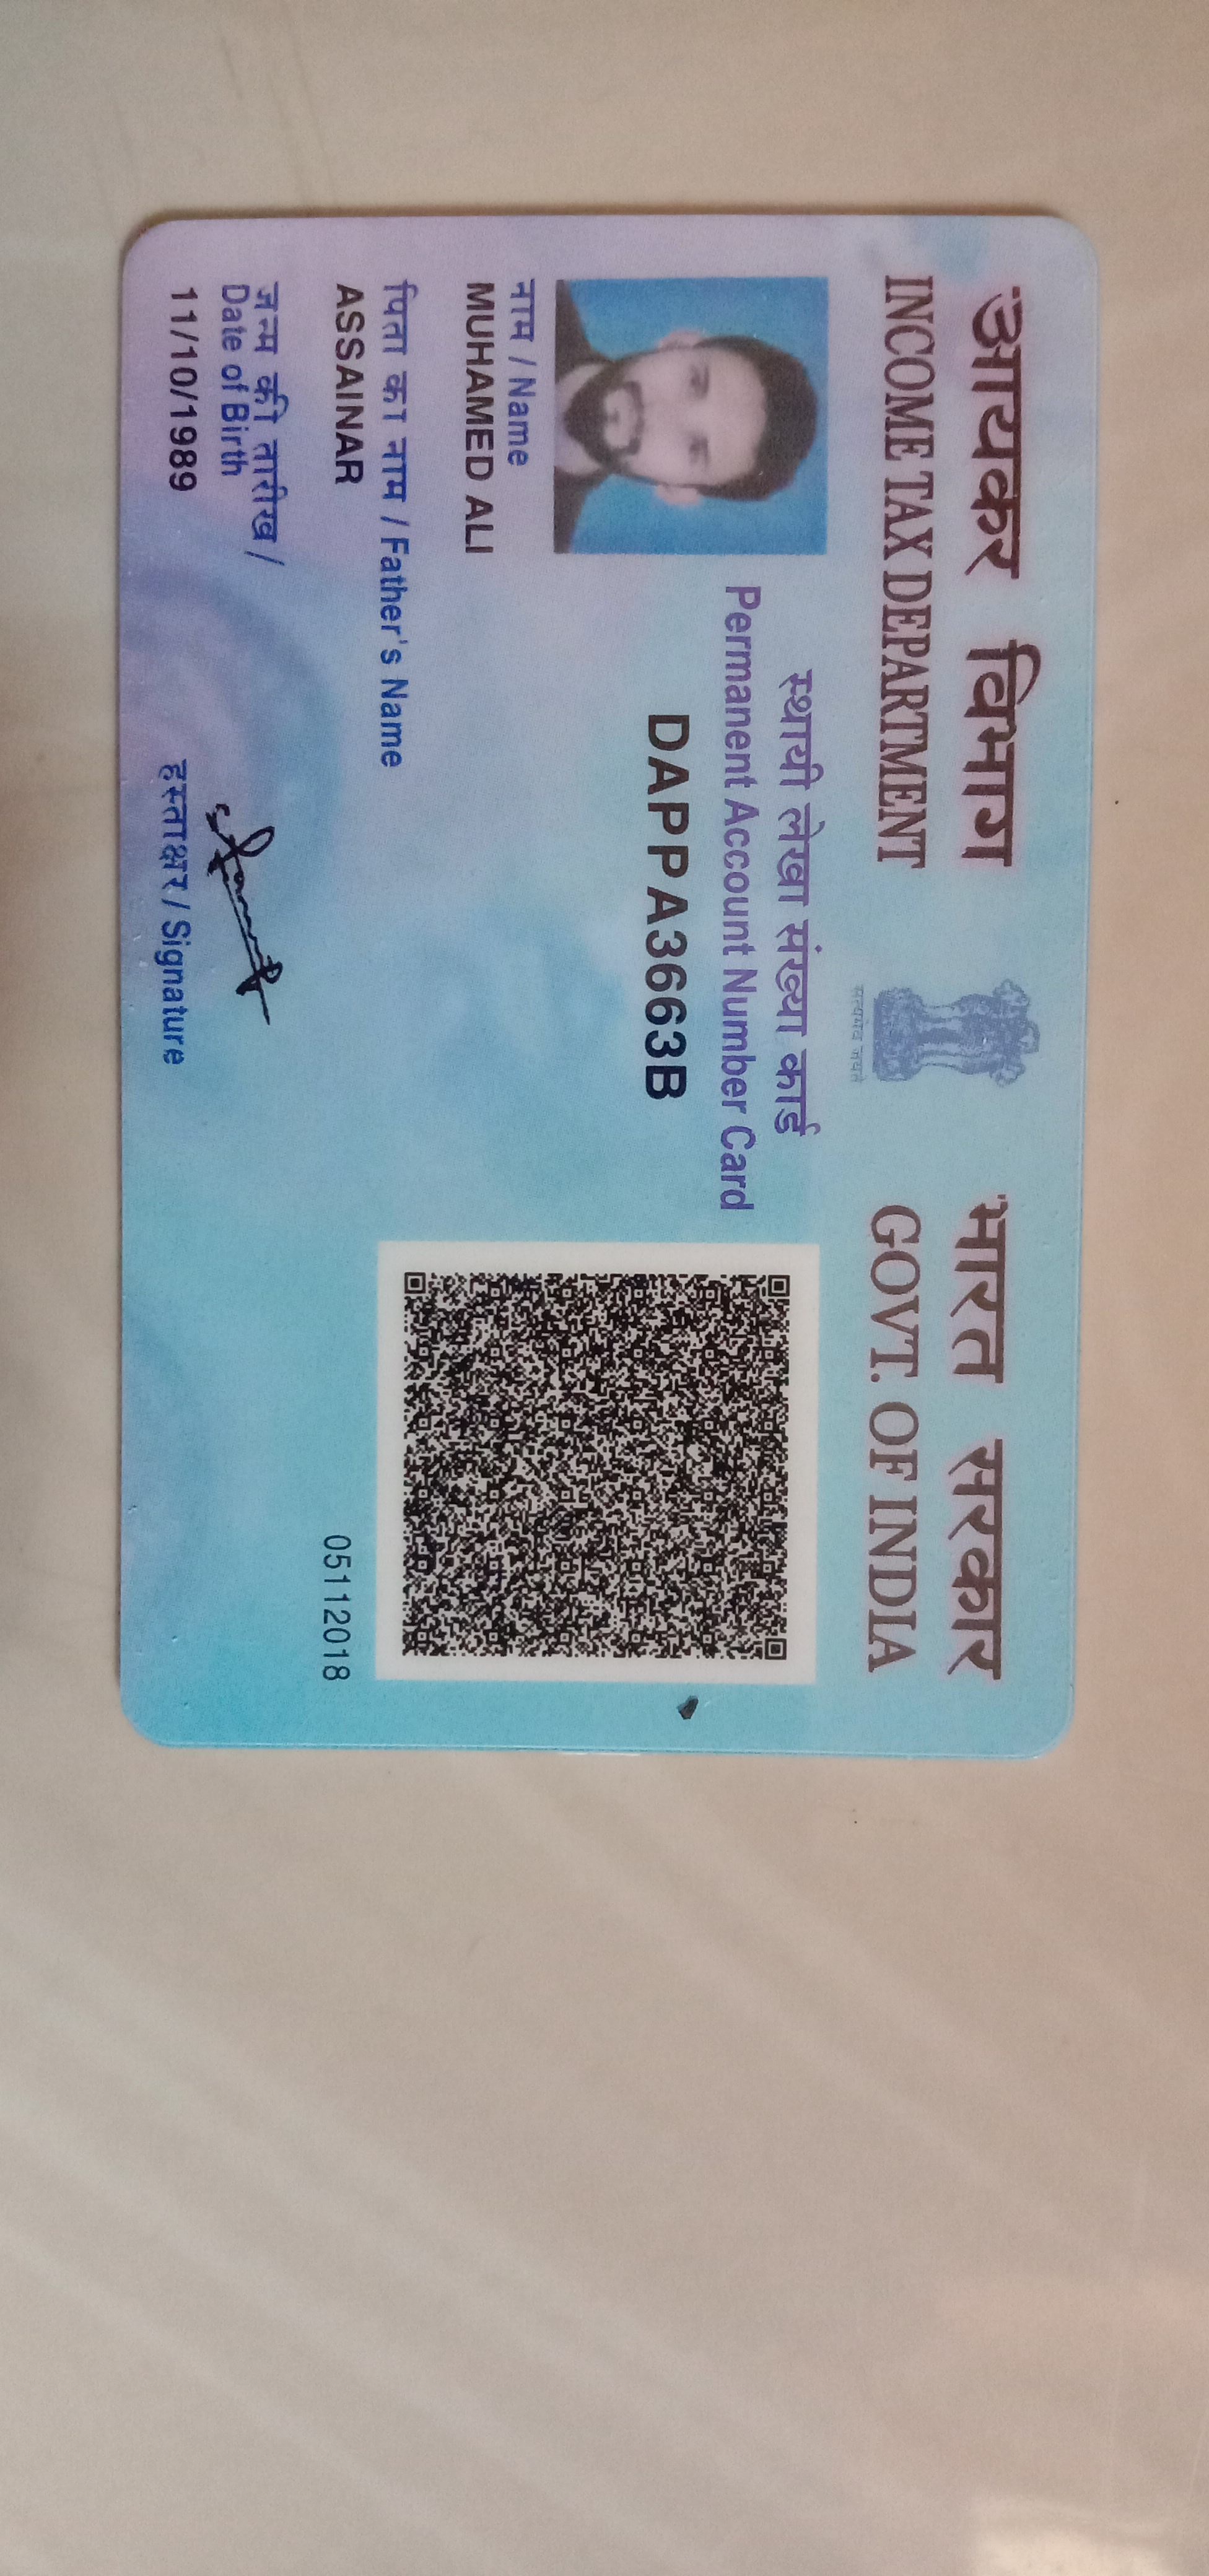 आयकर विभाग
INCOME TAX DEPARTMENT
सत्यमेव जयते
भारत सरकार
GOVT. OF INDIA
स्थायी लेखा संख्या कार्ड
Permanent Account Number Card
DAPPA3663B
नाम / Name
MUHAMED ALI
पिता का नाम / Father's Name
ASSAINAR
जन्म की तारीख /
Date of Birth
11/10/1989
हस्ताक्षर / Signature
05112018